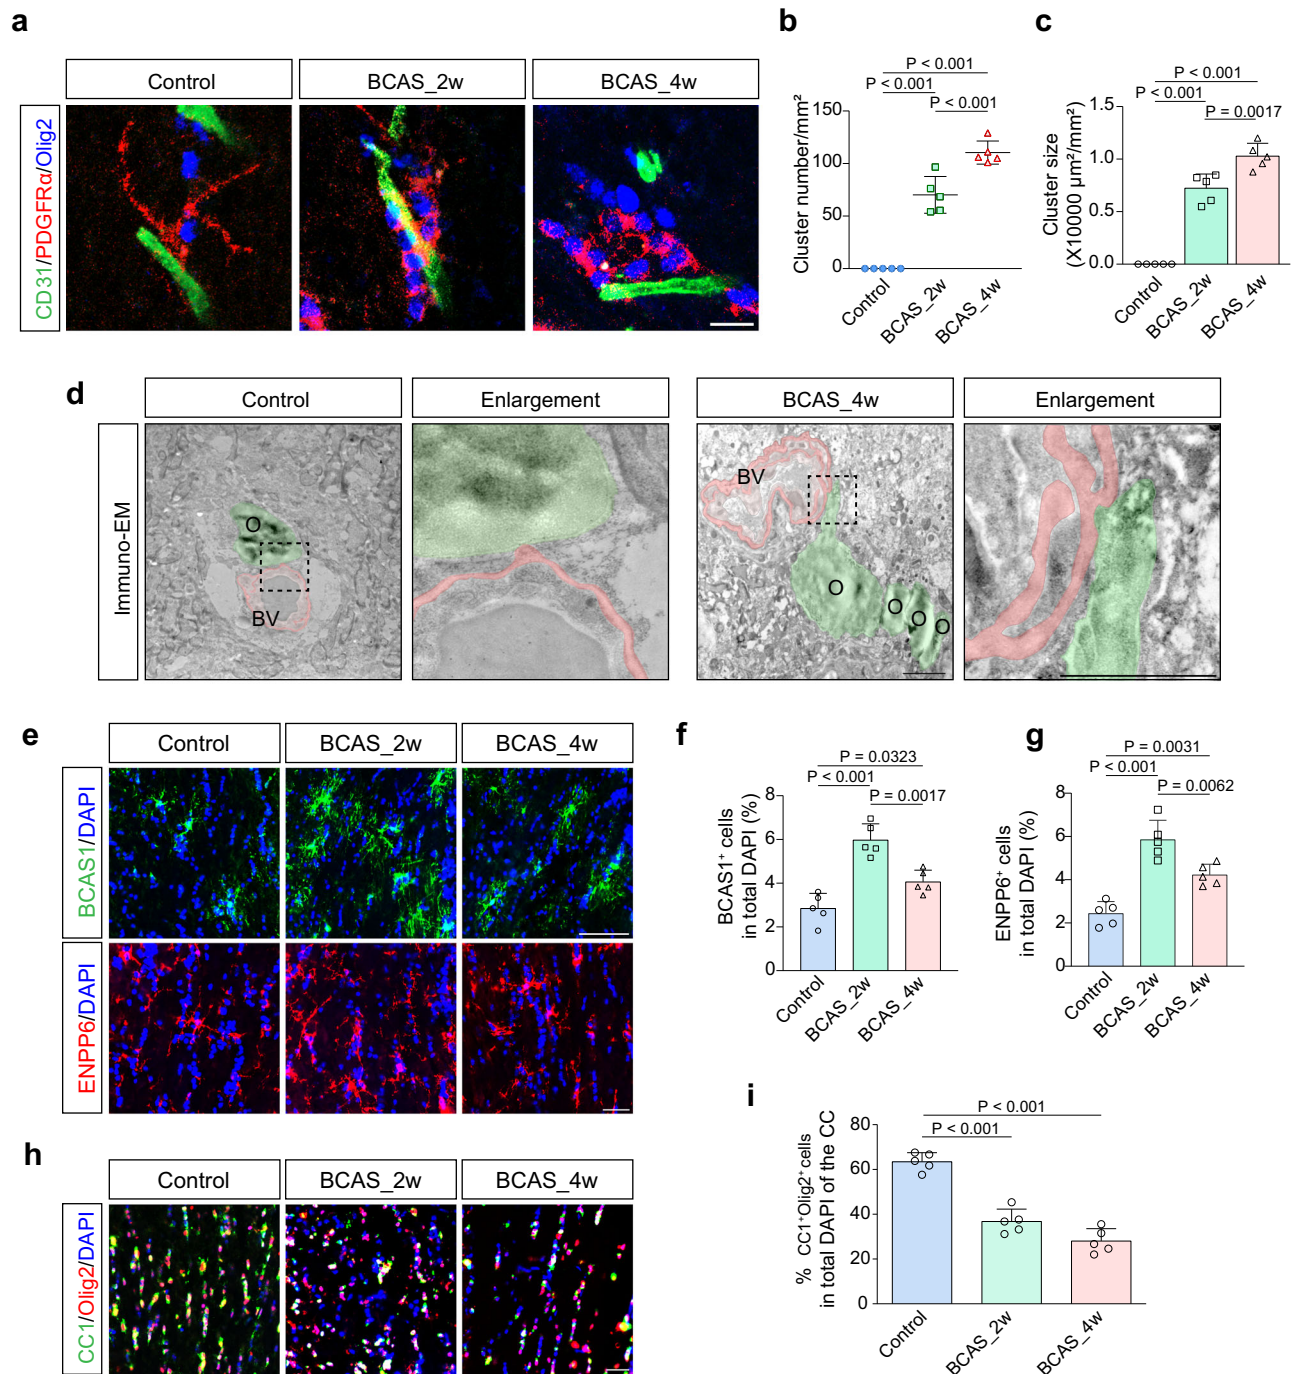 a
Control
BCAS_2w
BCAS_4w
CD31/PDGFRα/Olig2
b
P < 0.001
P < 0.001
P < 0.001
Cluster number/mm²
150
100
50
0
Control
BCAS_2w
BCAS_4w
c
P < 0.001
P < 0.001
P = 0.0017
Cluster size
(X10000 μm²/mm²)
1.5
1.0
0.5
0.0
Control
BCAS_2w
BCAS_4w
d
Control
Enlargement
BCAS_4w
Enlargement
Immuno-EM
O
BV
BV
O
O
O
O
e
Control
BCAS_2w
BCAS_4w
BCAS1/DAPI
ENPP6/DAPI
f
P = 0.0323
P < 0.001
P = 0.0017
BCAS1⁺ cells
in total DAPI (%)
8
6
4
2
0
Control
BCAS_2w
BCAS_4w
g
P = 0.0031
P < 0.001
P = 0.0062
ENPP6⁺ cells
in total DAPI (%)
8
6
4
2
0
Control
BCAS_2w
BCAS_4w
h
Control
BCAS_2w
BCAS_4w
CC1/Olig2/DAPI
i
P < 0.001
P < 0.001
% CC1⁺Olig2⁺cells
in total DAPI of the CC
80
60
40
20
0
Control
BCAS_2w
BCAS_4w